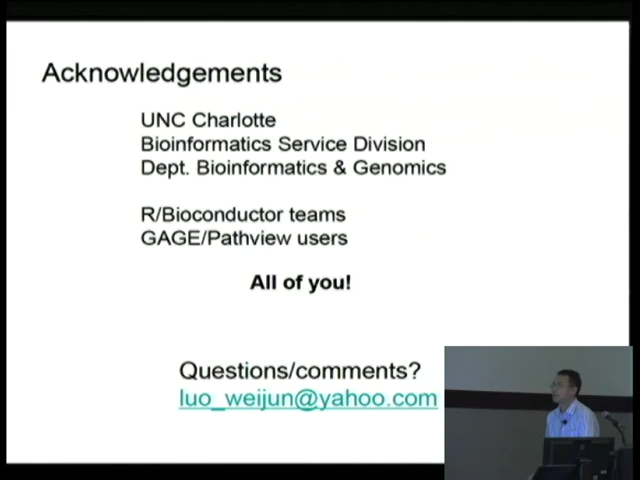 Acknowledgements
UNC Charlotte
Bioinformatics Service Division
Dept. Bioinformatics & Genomics
R/Bioconductor teams
GAGE/Pathview users
All of you!
Questions/comments?
luo_weijun@yahoo.com